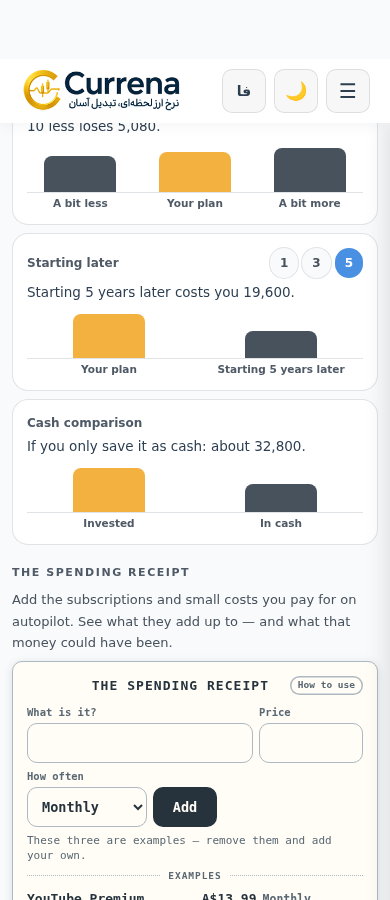 Currena
نرخ ارز لحظه‌ای، تبدیل آسان
فا
10 less loses 5,080.
A bit less
Your plan
A bit more
Starting later
1
3
5
Starting 5 years later costs you 19,600.
Your plan
Starting 5 years later
Cash comparison
If you only save it as cash: about 32,800.
Invested
In cash
THE SPENDING RECEIPT
Add the subscriptions and small costs you pay for on
autopilot. See what they add up to — and what that
money could have been.
THE SPENDING RECEIPT
How to use
What is it?
Price
How often
Monthly
Add
These three are examples — remove them and add
your own.
EXAMPLES
YouTube Premium
A$13.99 Monthly